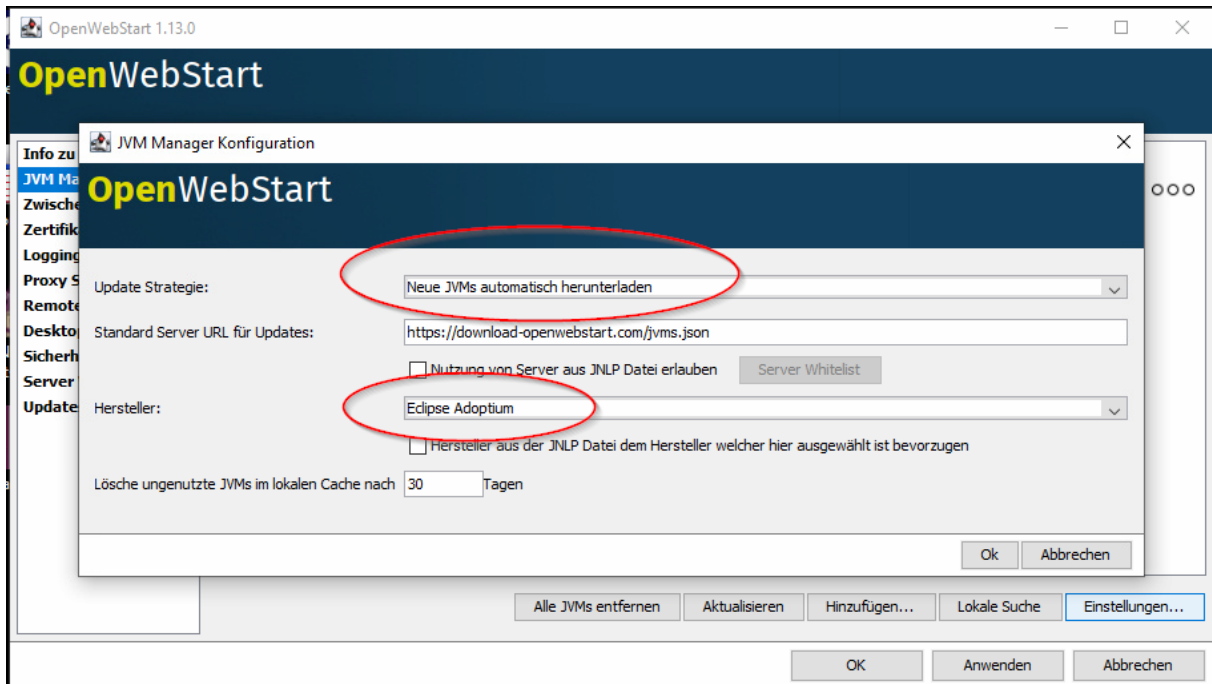 OpenWebStart 1.13.0
OpenWebStart
JVM Manager Konfiguration
OpenWebStart
Info zu
JVM Ma
Zwische
Zertifik
Logging
Proxy S
Remote
Deskto
Sicherh
Server
Update
Update Strategie:
Neue JVMs automatisch herunterladen
Standard Server URL für Updates:
https://download-openwebstart.com/jvms.json
Nutzung von Server aus JNLP Datei erlauben
Server Whitelist
Hersteller:
Eclipse Adoptium
Hersteller aus der JNLP Datei dem Hersteller welcher hier ausgewählt ist bevorzugen
Lösche ungenutzte JVMs im lokalen Cache nach 30 Tagen
Ok Abbrechen
Alle JVMs entfernen Aktualisieren Hinzufügen... Lokale Suche Einstellungen...
OK Anwenden Abbrechen